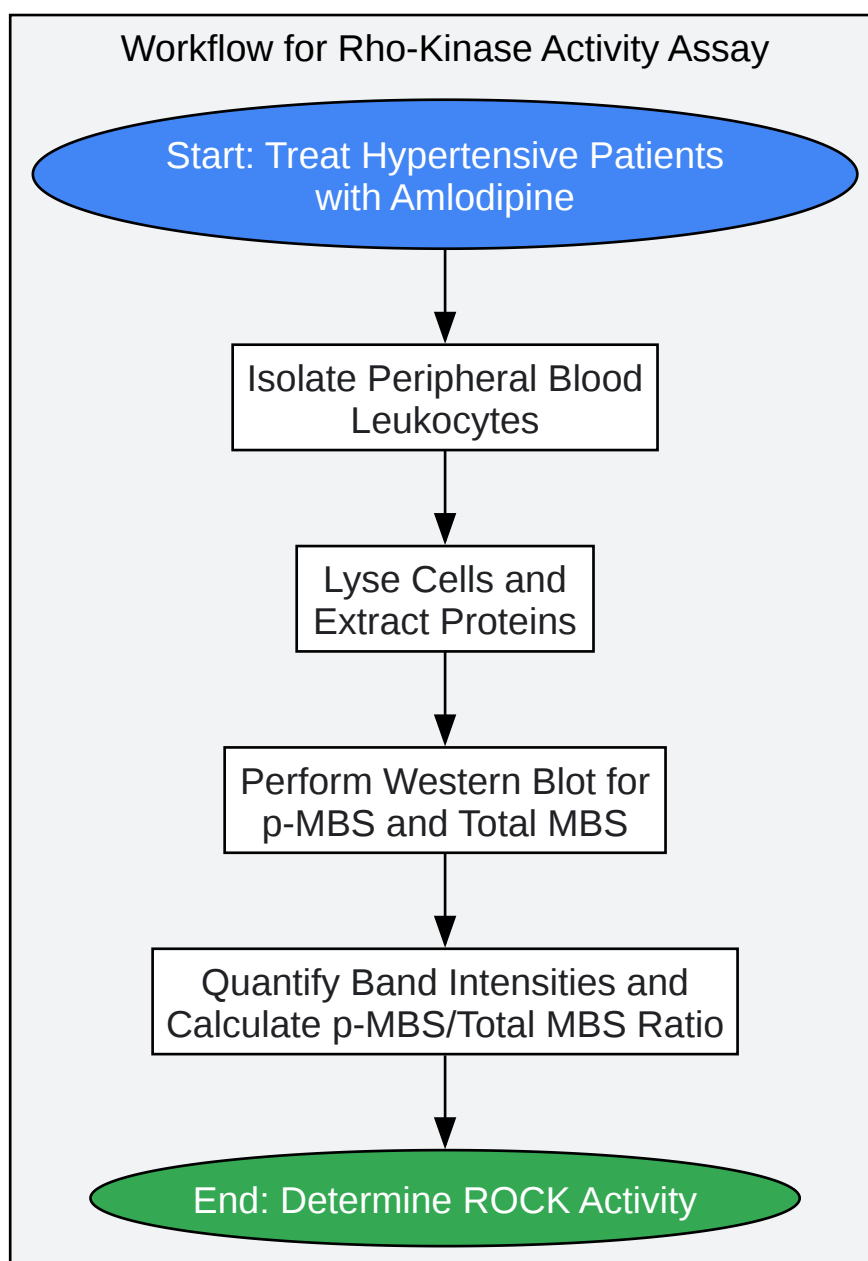 Workflow for Rho-Kinase Activity Assay
Start: Treat Hypertensive Patients
with Amlodipine
Isolate Peripheral Blood
Leukocytes
Lyse Cells and
Extract Proteins
Perform Western Blot for
p-MBS and Total MBS
Quantify Band Intensities and
Calculate p-MBS/Total MBS Ratio
End: Determine ROCK Activity